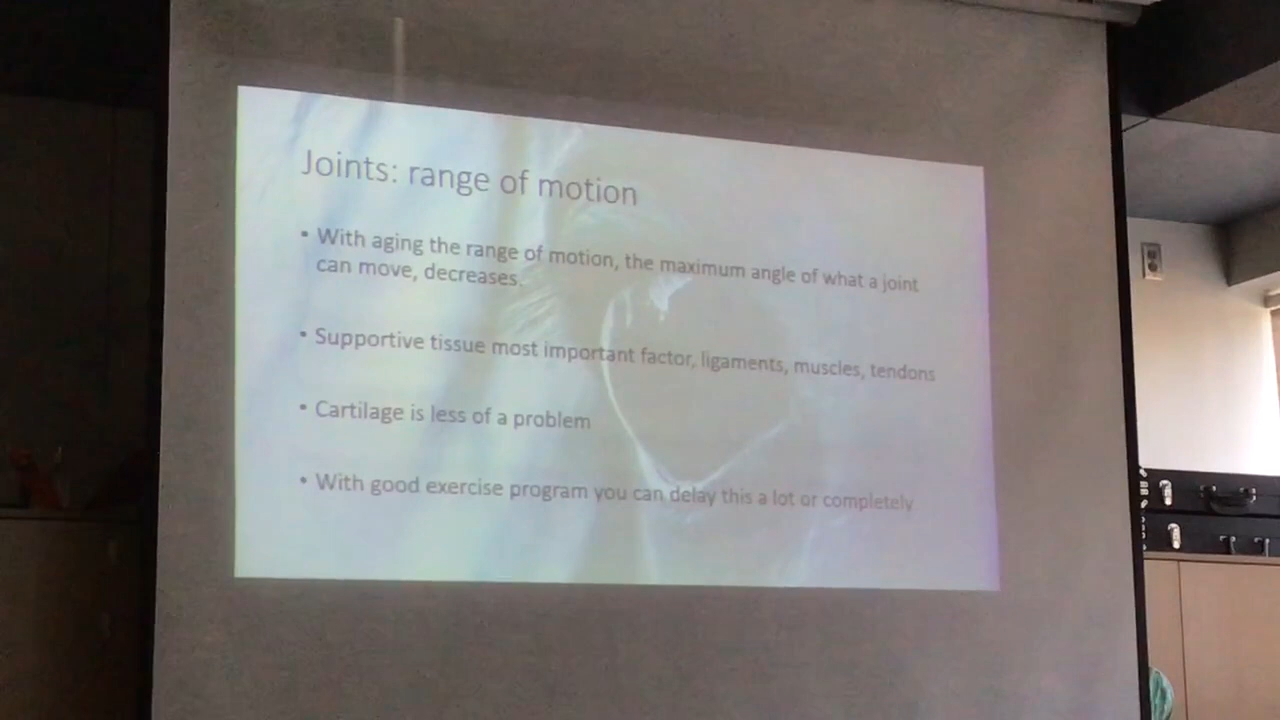 Joints: range of motion
• With aging the range of motion, the maximum angle of what a joint
can move, decreases.
• Supportive tissue most important factor, ligaments, muscles, tendons
• Cartilage is less of a problem
• With good exercise program you can delay this a lot or completely